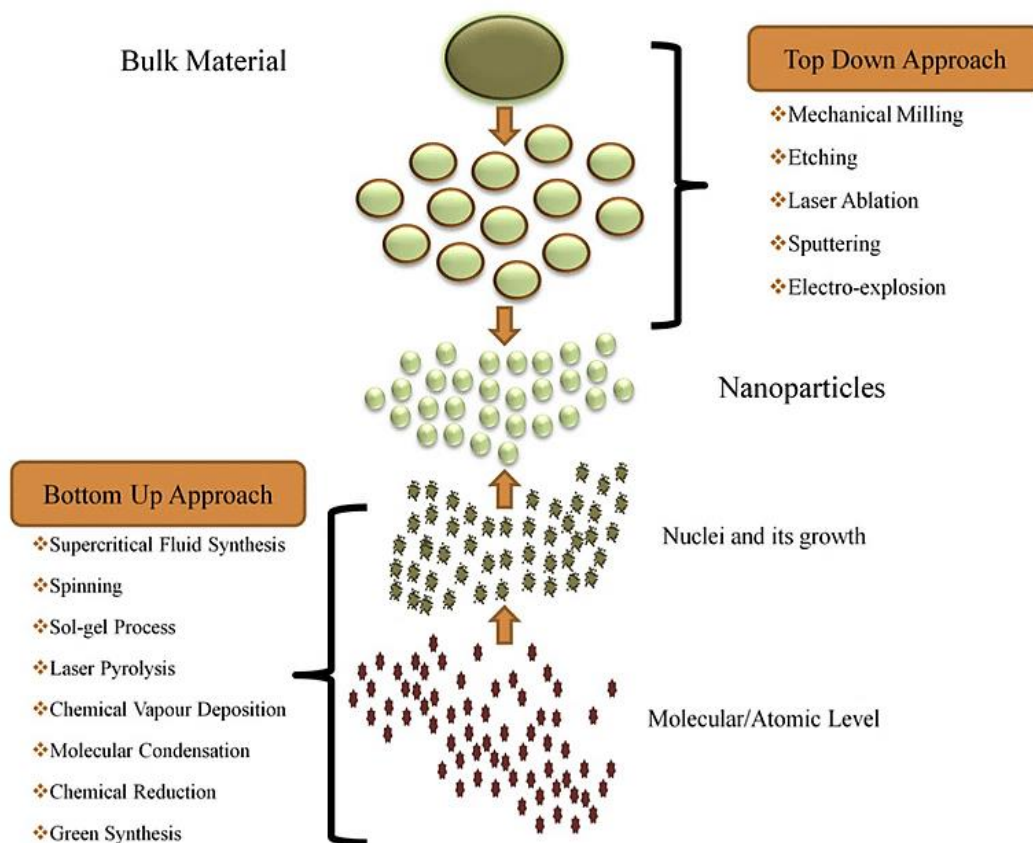 Bulk Material
Top Down Approach
❖Mechanical Milling
❖Etching
❖Laser Ablation
❖Sputtering
❖Electro-explosion
Nanoparticles
Bottom Up Approach
❖Supercritical Fluid Synthesis
❖Spinning
❖Sol-gel Process
❖Laser Pyrolysis
❖Chemical Vapour Deposition
❖Molecular Condensation
❖Chemical Reduction
❖Green Synthesis
Nuclei and its growth
Molecular/Atomic Level